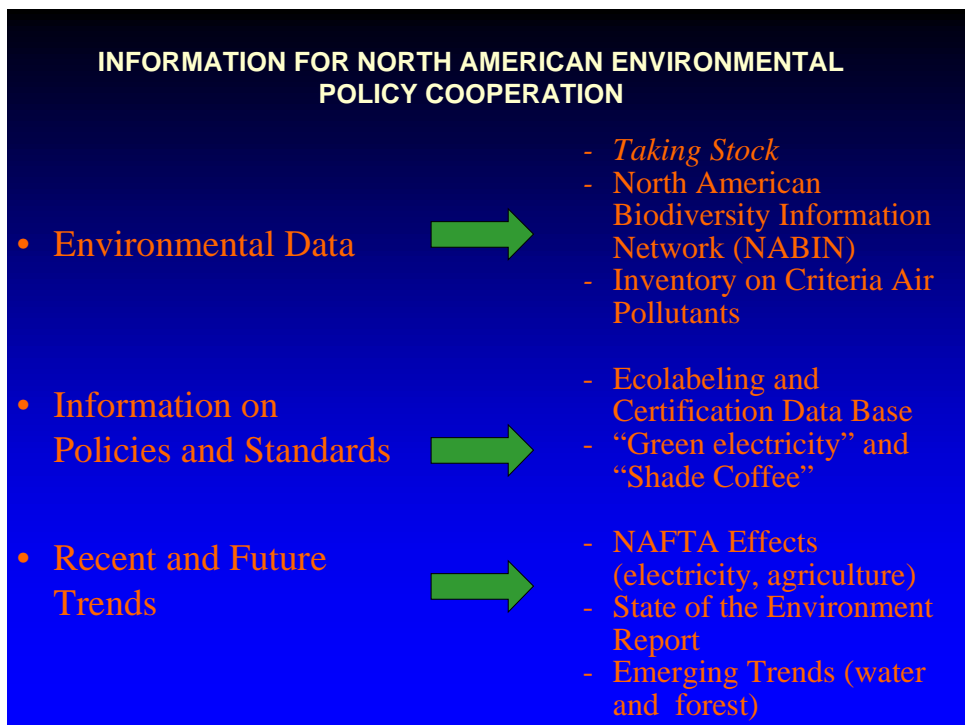 INFORMATION FOR NORTH AMERICAN ENVIRONMENTAL
POLICY COOPERATION
• Environmental Data
- Taking Stock
- North American
Biodiversity Information
Network (NABIN)
- Inventory on Criteria Air
Pollutants
• Information on
Policies and Standards
- Ecolabeling and
Certification Data Base
- “Green electricity” and
“Shade Coffee”
• Recent and Future
Trends
- NAFTA Effects
(electricity, agriculture)
- State of the Environment
Report
- Emerging Trends (water
and forest)